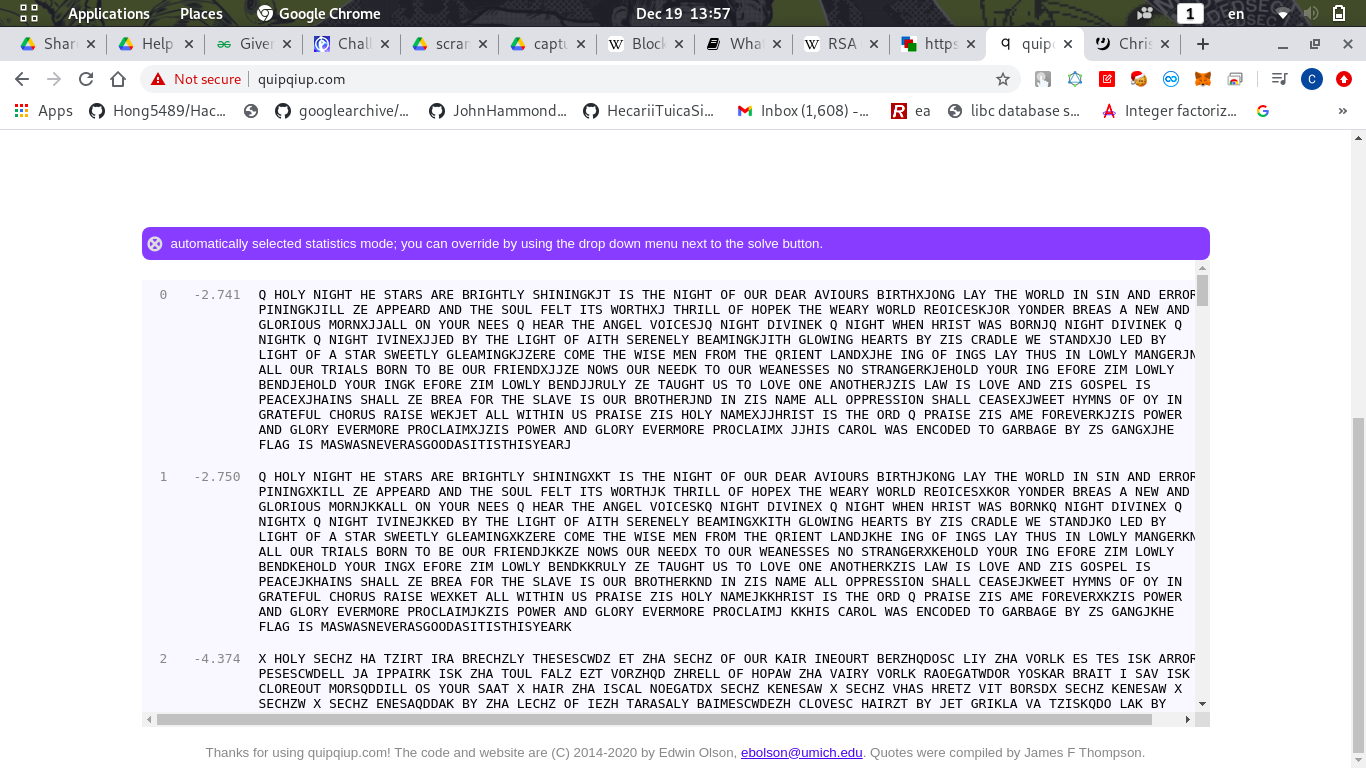 Applications Places Google Chrome Dec 19 13:57 1 en
Shar Help Giver Chall scran captu Block What RSA https quipc Chris
Not secure quipqiup.com C
Apps Hong5489/Hac... googlearchive/... JohnHammond... HecariiTuicaSi... Inbox (1,608) –... ea libc database s... Integer factoriz... »
automatically selected statistics mode; you can override by using the drop down menu next to the solve button.
0 -2.741 Q HOLY NIGHT HE STARS ARE BRIGHTLY SHININGKJT IS THE NIGHT OF OUR DEAR AVIOURS BIRTHXJONG LAY THE WORLD IN SIN AND ERROR
PININGKJILL ZE APPEARD AND THE SOUL FELT ITS WORTHXJ THRILL OF HOPEK THE WEARY WORLD REOICESKJOR YONDER BREAS A NEW AND
GLORIOUS MORNXJJALL ON YOUR NEES Q HEAR THE ANGEL VOICESJQ NIGHT DIVINEK Q NIGHT WHEN HRIST WAS BORNJQ NIGHT DIVINEK Q
NIGHTK Q NIGHT IVINEXJJED BY THE LIGHT OF AITH SERENELY BEAMINGKJITH GLOWING HEARTS BY ZIS CRADLE WE STANDXJO LED BY
LIGHT OF A STAR SWEETLY GLEAMINGKJZERE COME THE WISE MEN FROM THE QRIENT LANDXJHE ING OF INGS LAY THUS IN LOWLY MANGERJN
ALL OUR TRIALS BORN TO BE OUR FRIENDXJJZE NOWS OUR NEEDK TO OUR WEANESSES NO STRANGERKJEHOLD YOUR ING EFORE ZIM LOWLY
BENDJEHOLD YOUR INGK EFORE ZIM LOWLY BENDJJRULY ZE TAUGHT US TO LOVE ONE ANOTHERJZIS LAW IS LOVE AND ZIS GOSPEL IS
PEACEXJHAINS SHALL ZE BREA FOR THE SLAVE IS OUR BROTHERJND IN ZIS NAME ALL OPPRESSION SHALL CEASEXJWEET HYMNS OF OY IN
GRATEFUL CHORUS RAISE WEKJET ALL WITHIN US PRAISE ZIS HOLY NAMEXJJHRIST IS THE ORD Q PRAISE ZIS AME FOREVERKJZIS POWER
AND GLORY EVERMORE PROCLAIMXJZIS POWER AND GLORY EVERMORE PROCLAIMX JJHIS CAROL WAS ENCODED TO GARBAGE BY ZS GANGXJHE
FLAG IS MASWASNEVERASGOODASITISTHISYEARJ
1 -2.750 Q HOLY NIGHT HE STARS ARE BRIGHTLY SHININGXKT IS THE NIGHT OF OUR DEAR AVIOURS BIRTHJKONG LAY THE WORLD IN SIN AND ERROR
PININGXKILL ZE APPEARD AND THE SOUL FELT ITS WORTHJK THRILL OF HOPEX THE WEARY WORLD REOICESXKOR YONDER BREAS A NEW AND
GLORIOUS MORNJKKALL ON YOUR NEES Q HEAR THE ANGEL VOICESKQ NIGHT DIVINEX Q NIGHT WHEN HRIST WAS BORNKQ NIGHT DIVINEX Q
NIGHTX Q NIGHT IVINEJKKED BY THE LIGHT OF AITH SERENELY BEAMINGXKITH GLOWING HEARTS BY ZIS CRADLE WE STANDJKO LED BY
LIGHT OF A STAR SWEETLY GLEAMINGXKZERE COME THE WISE MEN FROM THE QRIENT LANDJKHE ING OF INGS LAY THUS IN LOWLY MANGERKN
ALL OUR TRIALS BORN TO BE OUR FRIENDJKKZE NOWS OUR NEEDX TO OUR WEANESSES NO STRANGERXKEHOLD YOUR ING EFORE ZIM LOWLY
BENDKEHOLD YOUR INGX EFORE ZIM LOWLY BENDKKRULY ZE TAUGHT US TO LOVE ONE ANOTHERKZIS LAW IS LOVE AND ZIS GOSPEL IS
PEACEJKHAINS SHALL ZE BREA FOR THE SLAVE IS OUR BROTHERKND IN ZIS NAME ALL OPPRESSION SHALL CEASEJKWEET HYMNS OF OY IN
GRATEFUL CHORUS RAISE WEXKET ALL WITHIN US PRAISE ZIS HOLY NAMEJKKHRIST IS THE ORD Q PRAISE ZIS AME FOREVERXKZIS POWER
AND GLORY EVERMORE PROCLAIMJKZIS POWER AND GLORY EVERMORE PROCLAIMJ KKHIS CAROL WAS ENCODED TO GARBAGE BY ZS GANGJKHE
FLAG IS MASWASNEVERASGOODASITISTHISYEARK
2 -4.374 X HOLY SECHZ HA TZIRT IRA BRECHZLY THESESCWDZ ET ZHA SECHZ OF OUR KAIR INEOURT BERZHQDOSC LIY ZHA VORLK ES TES ISK ARROR
PESESCWDELL JA IPPAIRK ISK ZHA TOUL FALZ EZT VORZHQD ZHRELL OF HOPAW ZHA VAIRY VORLK RAOEGATWDOR YOSKAR BRAIT I SAV ISK
CLOREOUT MORSQDDILL OS YOUR SAAT X HAIR ZHA ISCAL NOEGATDX SECHZ KENESAW X SECHZ VHAS HRETZ VIT BORSDX SECHZ KENESAW X
SECHZW X SECHZ ENESAQDDAK BY ZHA LECHZ OF IEZH TARASALY BAIMESCWDEZH CLOVESC HAIRZT BY JET GRIKLA VA TZISKQDO LAK BY
Thanks for using quipqiup.com! The code and website are (C) 2014-2020 by Edwin Olson, ebolson@umich.edu. Quotes were compiled by James F Thompson.